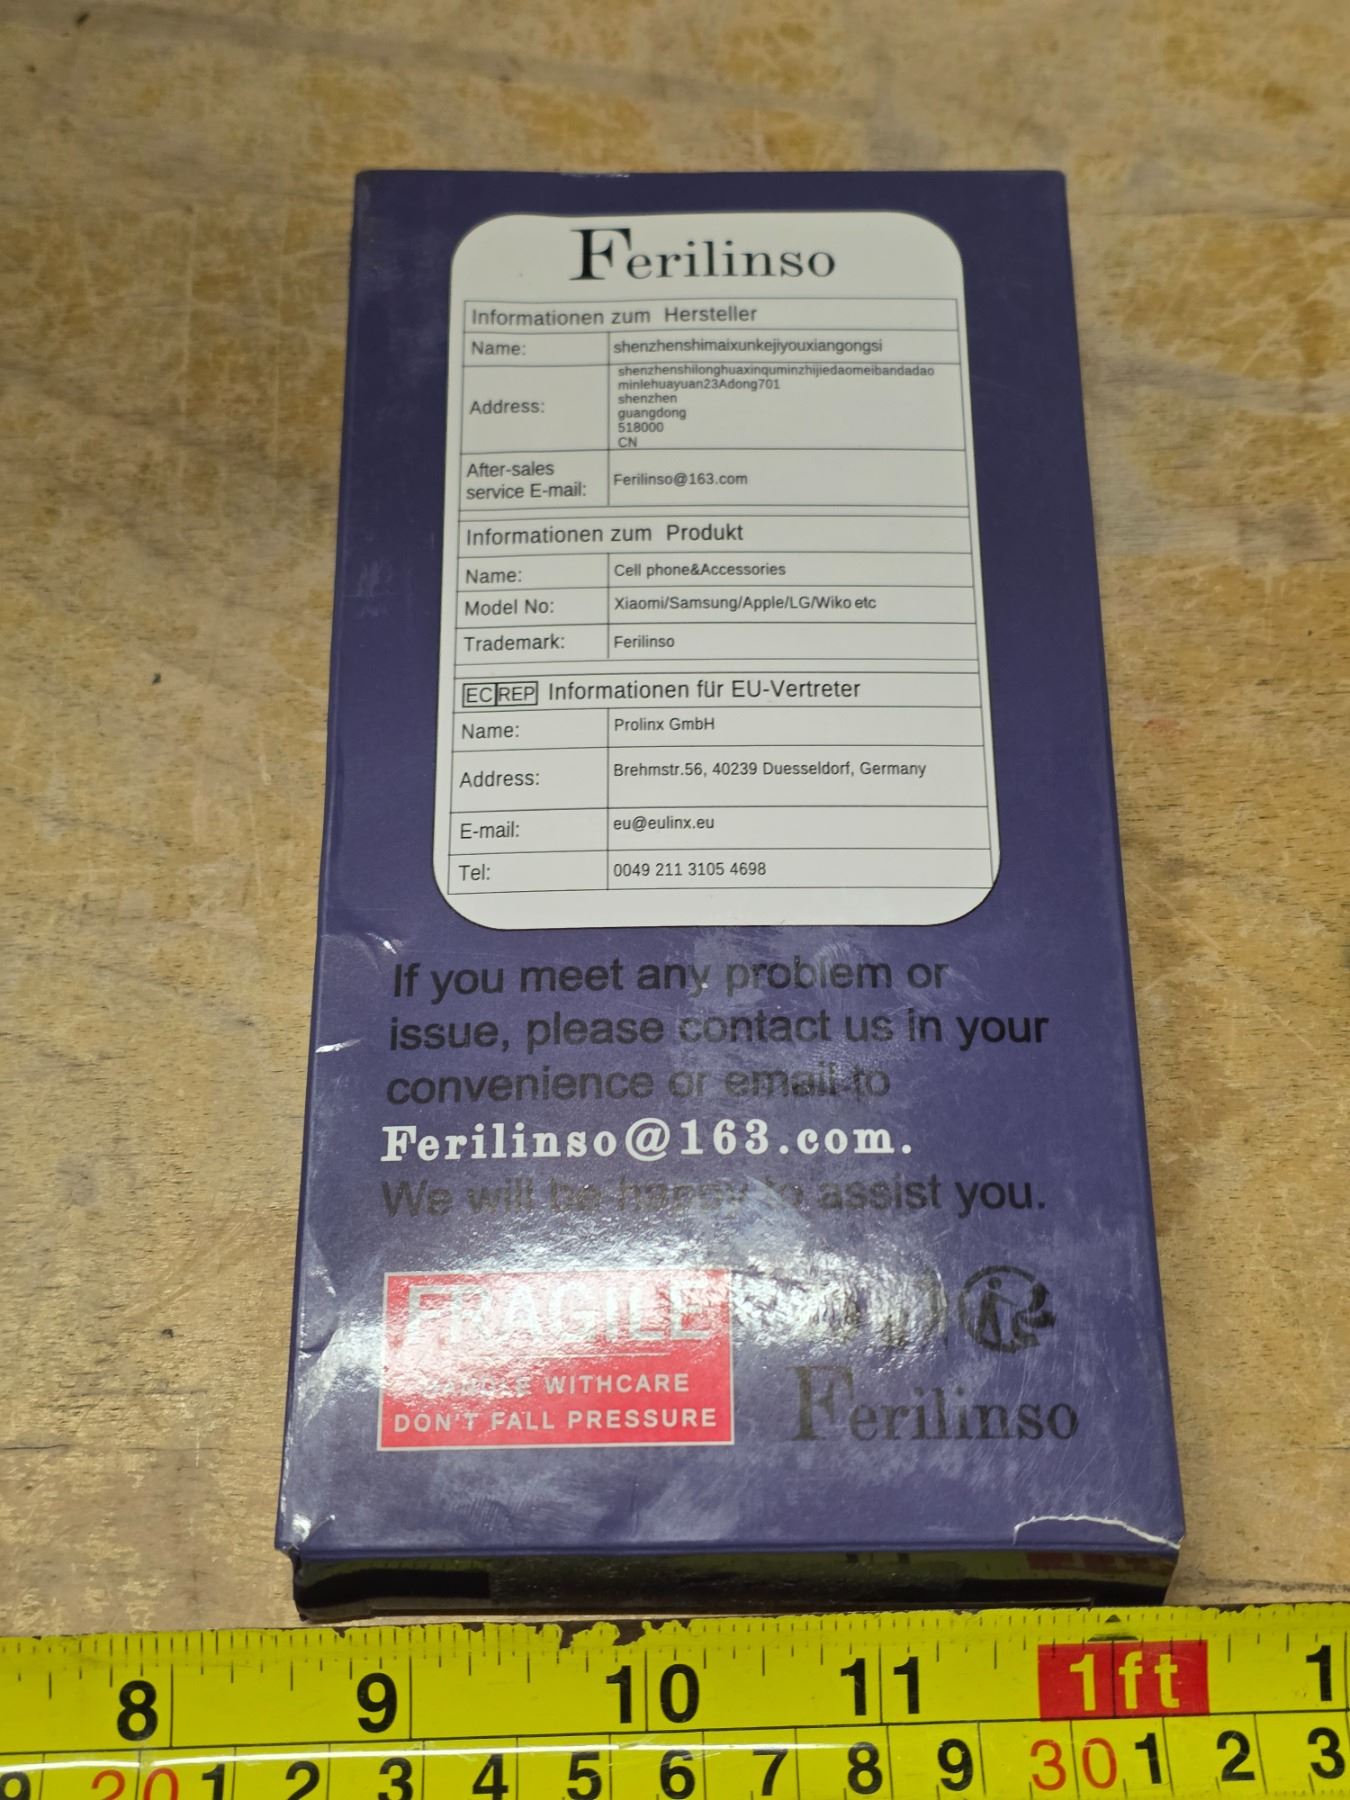 Ferilinso
Informationen zum Hersteller
Name: shenzhenshimaixunkejiyouxiangongsi
Address: shenzhenshilonghuaxinquminzhijiedaomeibandadao
minlehuayuan23Adong701
shenzhen
guangdong
518000
CN
After-sales
service E-mail: Ferilinso@163.com
Informationen zum Produkt
Name: Cell phone&Accessories
Model No: Xiaomi/Samsung/Apple/LG/Wiko etc
Trademark: Ferilinso
EC REP Informationen für EU-Vertreter
Name: Prolinx GmbH
Address: Brehmstr.56, 40239 Duesseldorf, Germany
E-mail: eu@eulinx.eu
Tel: 0049 211 3105 4698
If you meet any problem or
issue, please contact us in your
convenience or email to
Ferilinso@163.com.
We will be happy to assist you.
FRAGILE
HANDLE WITHCARE
DON'T FALL PRESSURE
Ferilinso
8 9 10 11 1ft 1
9 20 1 2 3 4 5 6 7 8 9 30 1 2 3